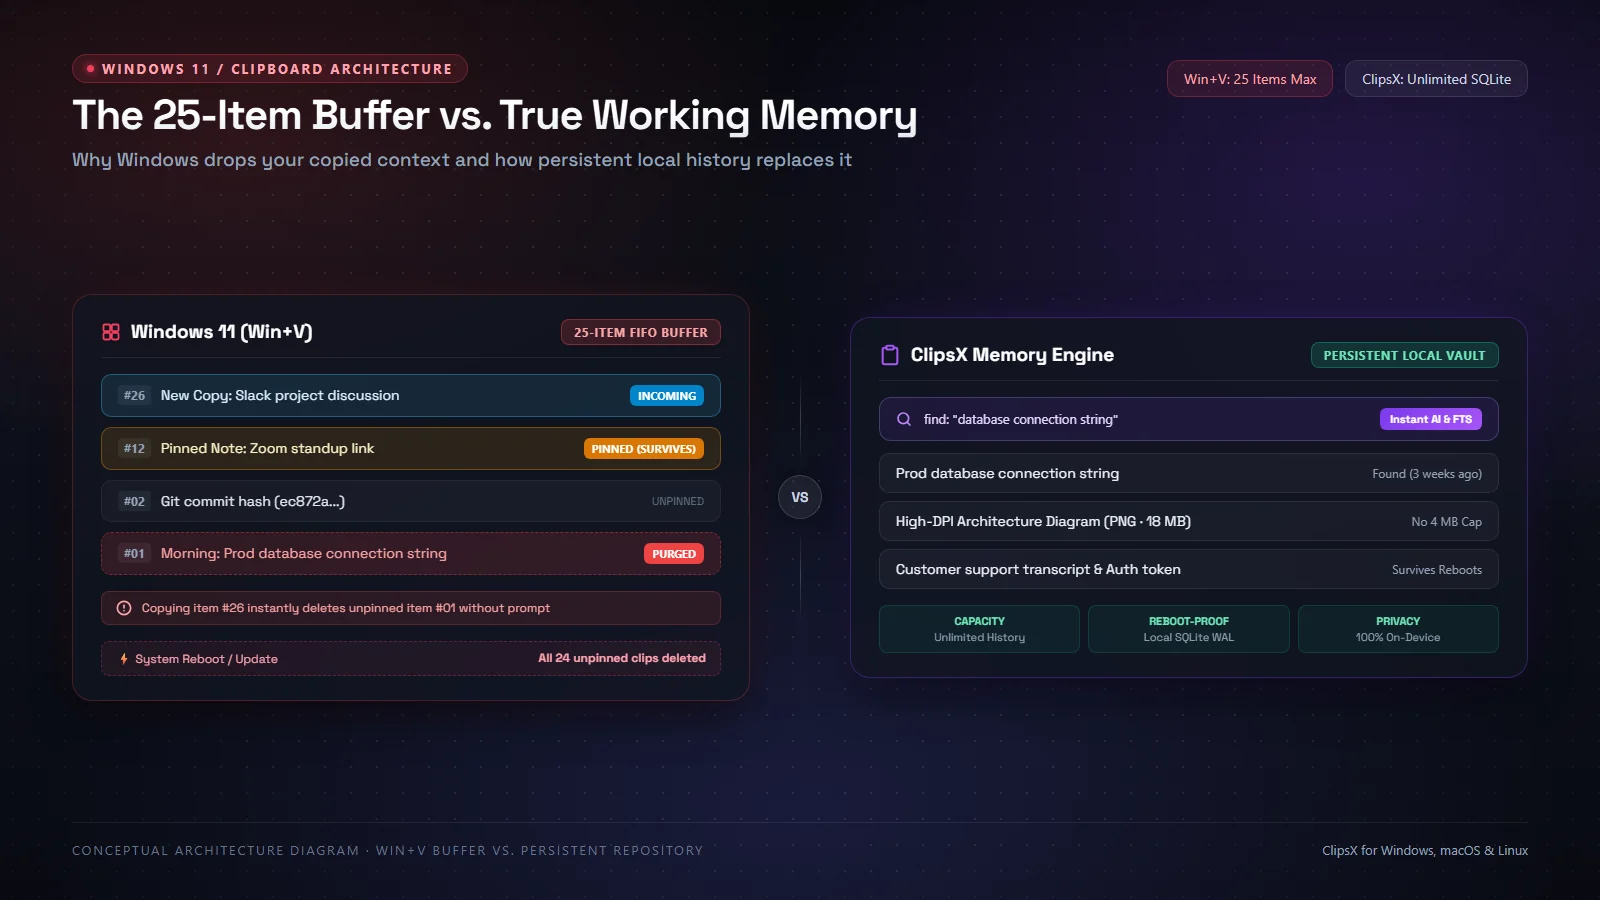 WINDOWS 11 / CLIPBOARD ARCHITECTURE
The 25-Item Buffer vs. True Working Memory
Why Windows drops your copied context and how persistent local history replaces it
Win+V: 25 Items Max
ClipsX: Unlimited SQLite
Windows 11 (Win+V)
25-ITEM FIFO BUFFER
#26 New Copy: Slack project discussion INCOMING
#12 Pinned Note: Zoom standup link PINNED (SURVIVES)
#02 Git commit hash (ec872a...) UNPINNED
#01 Morning: Prod database connection string PURGED
Copying item #26 instantly deletes unpinned item #01 without prompt
System Reboot / Update All 24 unpinned clips deleted
VS
ClipsX Memory Engine
PERSISTENT LOCAL VAULT
find: "database connection string" Instant AI & FTS
Prod database connection string Found (3 weeks ago)
High-DPI Architecture Diagram (PNG · 18 MB) No 4 MB Cap
Customer support transcript & Auth token Survives Reboots
CAPACITY
Unlimited History
REBOOT-PROOF
Local SQLite WAL
PRIVACY
100% On-Device
CONCEPTUAL ARCHITECTURE DIAGRAM · WIN+V BUFFER VS. PERSISTENT REPOSITORY
ClipsX for Windows, macOS & Linux